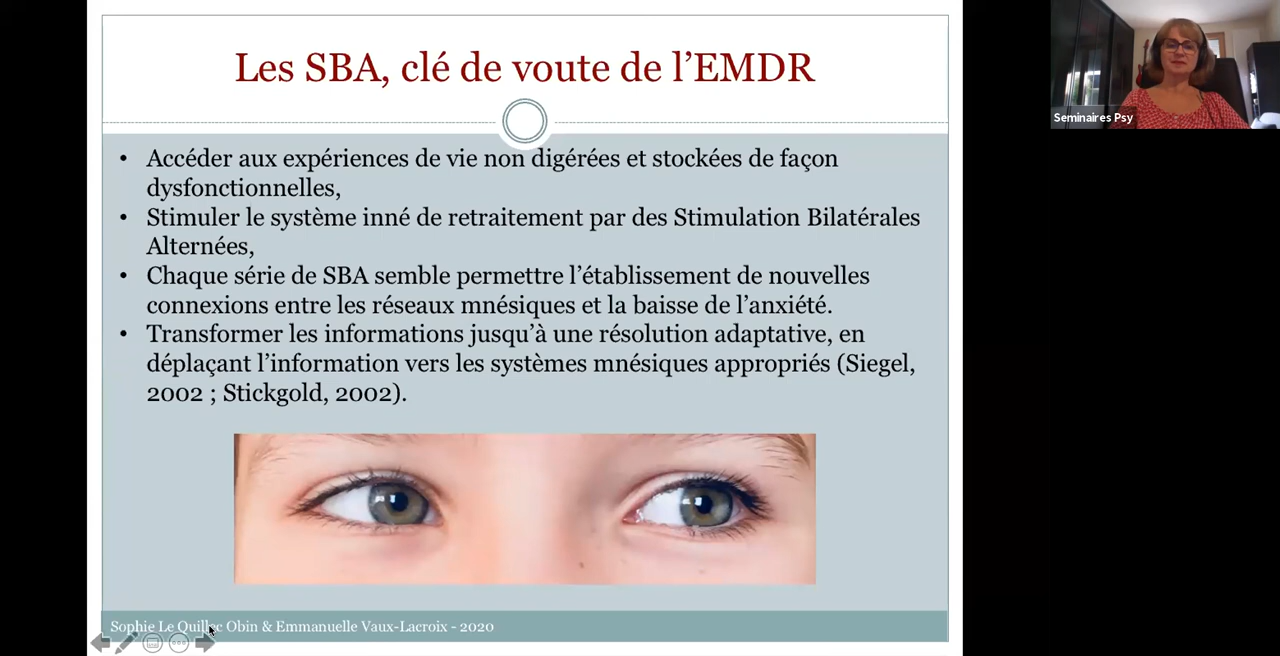 Les SBA, clé de voute de l’EMDR
• Accéder aux expériences de vie non digérées et stockées de façon
dysfonctionnelles,
• Stimuler le système inné de retraitement par des Stimulation Bilatérales
Alternées,
• Chaque série de SBA semble permettre l’établissement de nouvelles
connexions entre les réseaux mnésiques et la baisse de l’anxiété.
• Transformer les informations jusqu’à une résolution adaptative, en
déplaçant l’information vers les systèmes mnésiques appropriés (Siegel,
2002 ; Stickgold, 2002).
Sophie Le Quillec Obin & Emmanuelle Vaux-Lacroix - 2020
Seminaires Psy